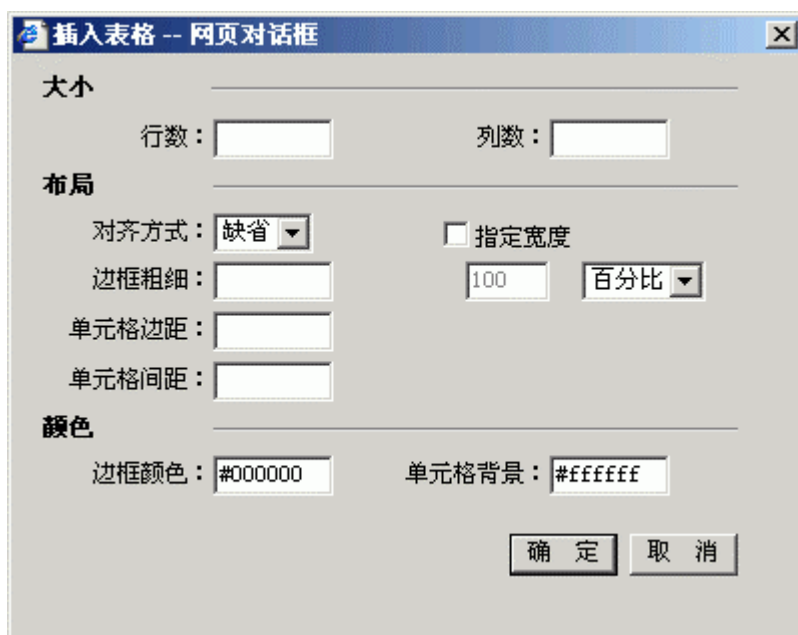 插入表格 -- 网页对话框
大小
行数： 列数：
布局
对齐方式： 缺省 指定宽度
边框粗细： 100 百分比
单元格边距：
单元格间距：
颜色
边框颜色： #000000 单元格背景： #ffffff
确 定 取 消